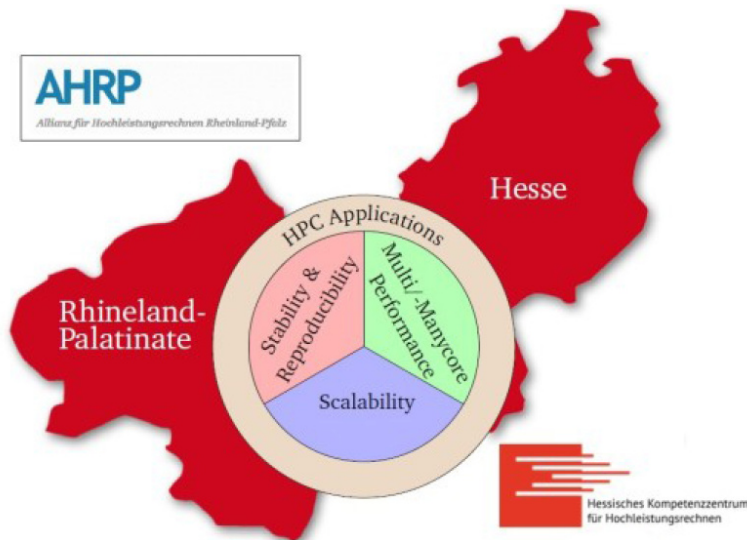 AHRP
Allianz für Hochleistungsrechnen Rheinland-Pfalz
Hesse
HPC Applications
Stability &
Reproducibility
Multi/-Manycore
Performance
Rhineland-
Palatinate
Scalability
Hessisches Kompetenzzentrum
für Hochleistungsrechnen